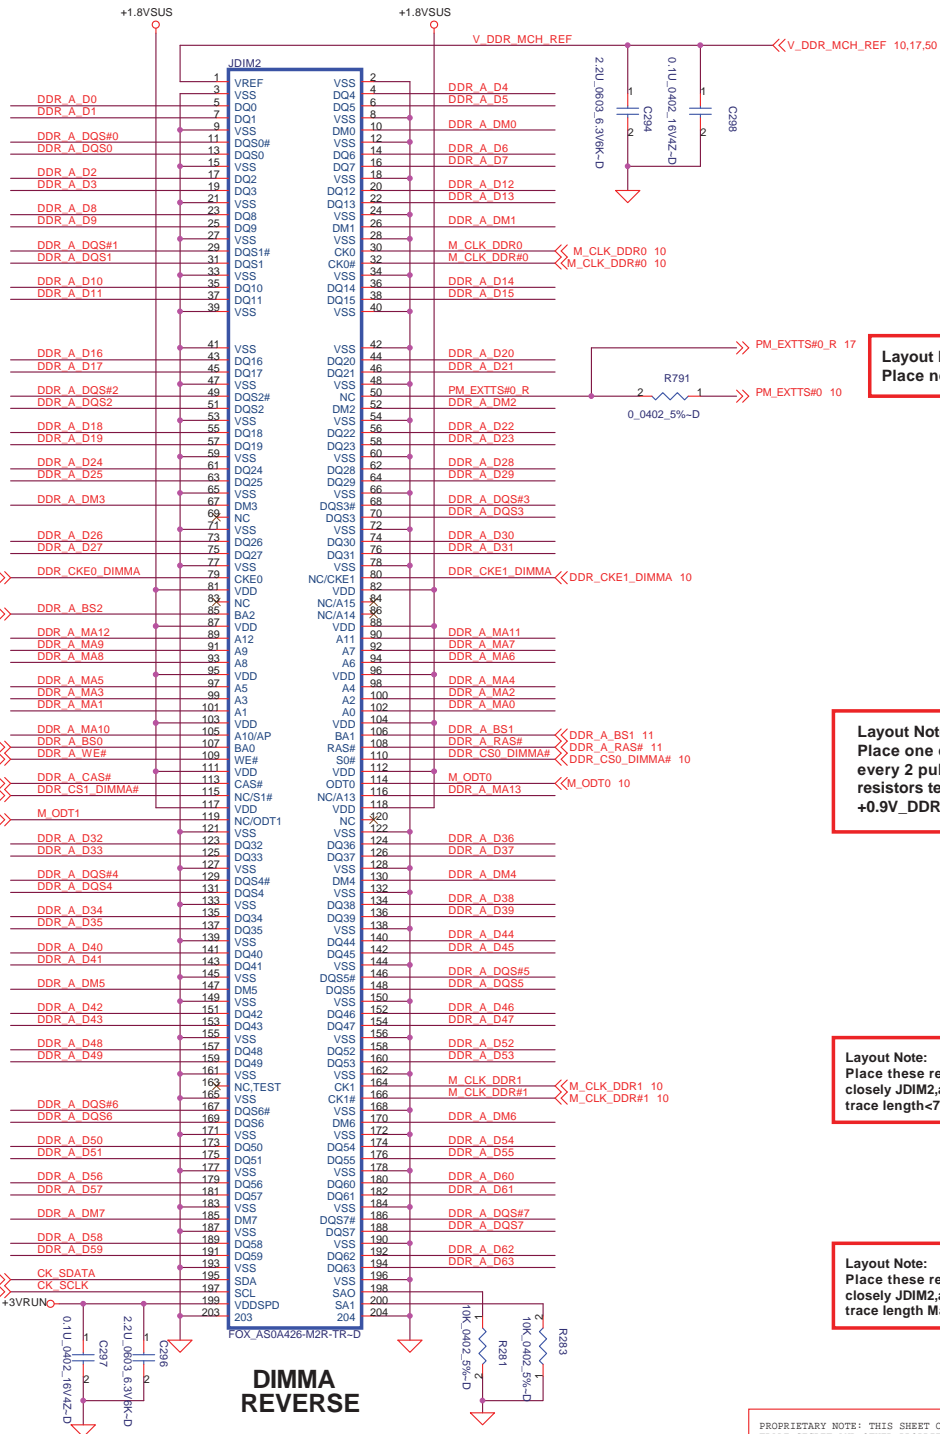 +1.8VSUS +1.8VSUS
V_DDR_MCH_REF V_DDR_MCH_REF 10,17,50
JDIM2
1 VREF VSS 2
3 VSS DQ4 4 DDR_A_D4
DDR_A_D0 5 DQ0 DQ5 6 DDR_A_D5
DDR_A_D1 7 DQ1 VSS 8
9 VSS DM0 10 DDR_A_DM0
DDR_A_DQS#0 11 DQS0# VSS 12
DDR_A_DQS0 13 DQS0 DQ6 14 DDR_A_D6
15 VSS DQ7 16 DDR_A_D7
DDR_A_D2 17 DQ2 VSS 18
DDR_A_D3 19 DQ3 DQ12 20 DDR_A_D12
21 VSS DQ13 22 DDR_A_D13
DDR_A_D8 23 DQ8 VSS 24
DDR_A_D9 25 DQ9 DM1 26 DDR_A_DM1
27 VSS VSS 28
DDR_A_DQS#1 29 DQS1# CK0 30 M_CLK_DDR0 M_CLK_DDR0 10
DDR_A_DQS1 31 DQS1 CK0# 32 M_CLK_DDR#0 M_CLK_DDR#0 10
33 VSS VSS 34
DDR_A_D10 35 DQ10 DQ14 36 DDR_A_D14
DDR_A_D11 37 DQ11 DQ15 38 DDR_A_D15
39 VSS VSS 40
41 VSS VSS 42
DDR_A_D16 43 DQ16 DQ20 44 DDR_A_D20
DDR_A_D17 45 DQ17 DQ21 46 DDR_A_D21
47 VSS VSS 48
DDR_A_DQS#2 49 DQS2# NC 50 PM_EXTTS#0_R
DDR_A_DQS2 51 DQS2 DM2 52 DDR_A_DM2
53 VSS VSS 54
DDR_A_D18 55 DQ18 DQ22 56 DDR_A_D22
DDR_A_D19 57 DQ19 DQ23 58 DDR_A_D23
59 VSS VSS 60
DDR_A_D24 61 DQ24 DQ28 62 DDR_A_D28
DDR_A_D25 63 DQ25 DQ29 64 DDR_A_D29
65 VSS VSS 66
DDR_A_DM3 67 DM3 DQS3# 68 DDR_A_DQS#3
69 NC DQS3 70 DDR_A_DQS3
71 VSS VSS 72
DDR_A_D26 73 DQ26 DQ30 74 DDR_A_D30
DDR_A_D27 75 DQ27 DQ31 76 DDR_A_D31
77 VSS VSS 78
DDR_CKE0_DIMMA 79 CKE0 NC/CKE1 80 DDR_CKE1_DIMMA DDR_CKE1_DIMMA 10
81 VDD VDD 82
83 NC NC/A15 84
DDR_A_BS2 85 BA2 NC/A14 86
87 VDD VDD 88
DDR_A_MA12 89 A12 A11 90 DDR_A_MA11
DDR_A_MA9 91 A9 A7 92 DDR_A_MA7
DDR_A_MA8 93 A8 A6 94 DDR_A_MA6
95 VDD VDD 96
DDR_A_MA5 97 A5 A4 98 DDR_A_MA4
DDR_A_MA3 99 A3 A2 100 DDR_A_MA2
DDR_A_MA1 101 A1 A0 102 DDR_A_MA0
103 VDD VDD 104
DDR_A_MA10 105 A10/AP BA1 106 DDR_A_BS1 DDR_A_BS1 11
DDR_A_BS0 107 BA0 RAS# 108 DDR_A_RAS# DDR_A_RAS# 11
DDR_A_WE# 109 WE# S0# 110 DDR_CS0_DIMMA# DDR_CS0_DIMMA# 10
111 VDD VDD 112
DDR_A_CAS# 113 CAS# ODT0 114 M_ODT0 M_ODT0 10
DDR_CS1_DIMMA# 115 NC/S1# NC/A13 116 DDR_A_MA13
117 VDD VDD 118
M_ODT1 119 NC/ODT1 NC 120
121 VSS VSS 122
DDR_A_D32 123 DQ32 DQ36 124 DDR_A_D36
DDR_A_D33 125 DQ33 DQ37 126 DDR_A_D37
127 VSS VSS 128
DDR_A_DQS#4 129 DQS4# DM4 130 DDR_A_DM4
DDR_A_DQS4 131 DQS4 VSS 132
133 VSS DQ38 134 DDR_A_D38
DDR_A_D34 135 DQ34 DQ39 136 DDR_A_D39
DDR_A_D35 137 DQ35 VSS 138
139 VSS DQ44 140 DDR_A_D44
DDR_A_D40 141 DQ40 DQ45 142 DDR_A_D45
DDR_A_D41 143 DQ41 VSS 144
145 VSS DQS5# 146 DDR_A_DQS#5
DDR_A_DM5 147 DM5 DQS5 148 DDR_A_DQS5
149 VSS VSS 150
DDR_A_D42 151 DQ42 DQ46 152 DDR_A_D46
DDR_A_D43 153 DQ43 DQ47 154 DDR_A_D47
155 VSS VSS 156
DDR_A_D48 157 DQ48 DQ52 158 DDR_A_D52
DDR_A_D49 159 DQ49 DQ53 160 DDR_A_D53
161 VSS VSS 162
163 NC,TEST CK1 164 M_CLK_DDR1 M_CLK_DDR1 10
165 VSS CK1# 166 M_CLK_DDR#1 M_CLK_DDR#1 10
DDR_A_DQS#6 167 DQS6# VSS 168
DDR_A_DQS6 169 DQS6 DM6 170 DDR_A_DM6
171 VSS VSS 172
DDR_A_D50 173 DQ50 DQ54 174 DDR_A_D54
DDR_A_D51 175 DQ51 DQ55 176 DDR_A_D55
177 VSS VSS 178
DDR_A_D56 179 DQ56 DQ60 180 DDR_A_D60
DDR_A_D57 181 DQ57 DQ61 182 DDR_A_D61
183 VSS VSS 184
DDR_A_DM7 185 DM7 DQS7# 186 DDR_A_DQS#7
187 VSS DQS7 188 DDR_A_DQS7
DDR_A_D58 189 DQ58 VSS 190
DDR_A_D59 191 DQ59 DQ62 192 DDR_A_D62
193 VSS DQ63 194 DDR_A_D63
CK_SDATA 195 SDA VSS 196
CK_SCLK 197 SCL SAO 198
+3VRUN 199 VDDSPD SA1 200
203 203 204 204
FOX_AS0A426-M2R-TR~D
DIMMA
REVERSE
2.2U_0603_6.3V6K~D 1 2 C294
0.1U_0402_16V4Z~D 1 2 C298
PM_EXTTS#0_R 17
R791
2 1 PM_EXTTS#0 10
0_0402_5%~D
0.1U_0402_16V4Z~D 1 2 C297
2.2U_0603_6.3V6K~D 1 2 C296
10K_0402_5%~D 1 2 R281
10K_0402_5%~D 2 1 R283
Layout
Place
Layout Not
Place one
every 2 pul
resistors te
+0.9V_DDR
Layout Note:
Place these re
closely JDIM2,
trace length<7
Layout Note:
Place these re
closely JDIM2,
trace length M
PROPRIETARY NOTE: THIS SHEET